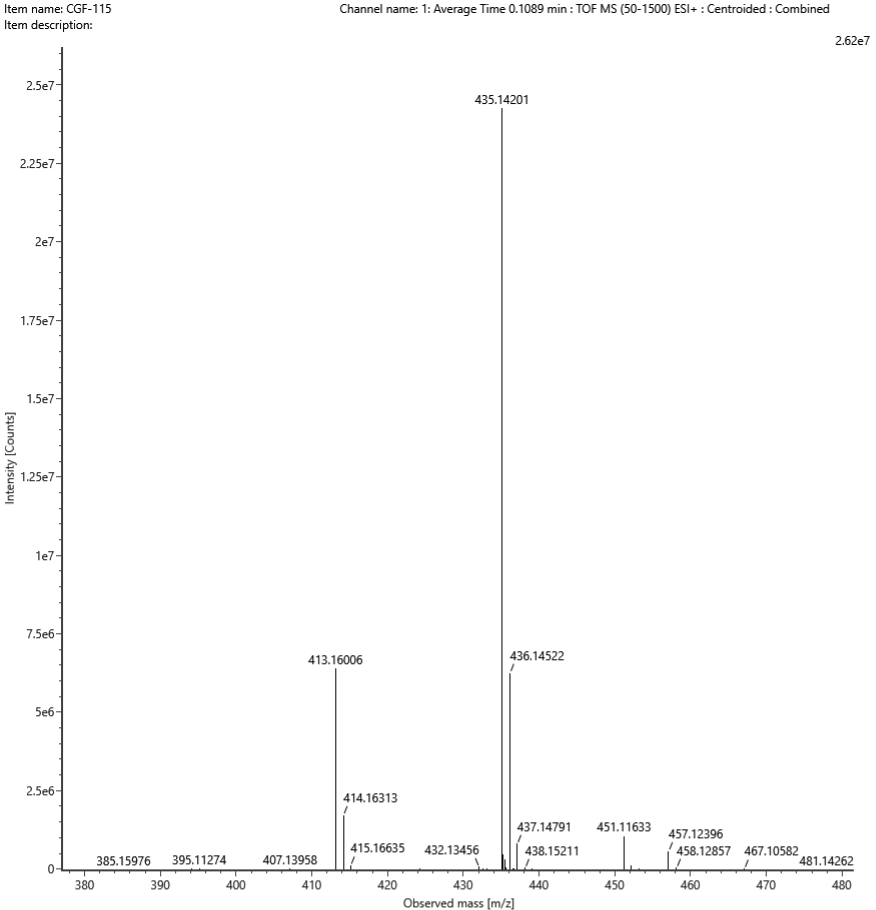 Item name: CGF-115
Channel name: 1: Average Time 0.1089 min : TOF MS (50-1500) ESI+ : Centroided : Combined
Item description:
2.62e7
2.5e7
435.14201
2.25e7
2e7
1.75e7
1.5e7
Intensity [Counts]
1.25e7
1e7
7.5e6
413.16006
436.14522
5e6
2.5e6
414.16313
437.14791
451.11633
457.12396
385.15976
395.11274
407.13958
415.16635
432.13456
438.15211
458.12857
467.10582
481.14262
0
380
390
400
410
420
430
440
450
460
470
480
Observed mass [m/z]